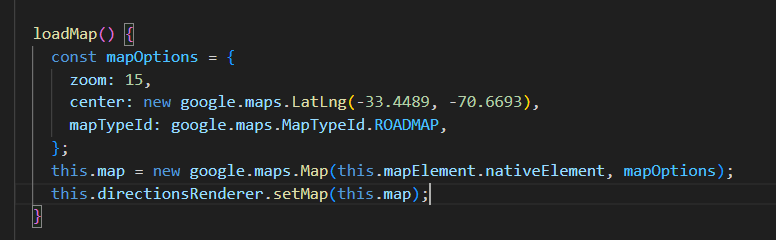 loadMap() {
const mapOptions = {
zoom: 15,
center: new google.maps.LatLng(-33.4489, -70.6693),
mapTypeId: google.maps.MapTypeId.ROADMAP,
};
this.map = new google.maps.Map(this.mapElement.nativeElement, mapOptions);
this.directionsRenderer.setMap(this.map);
}